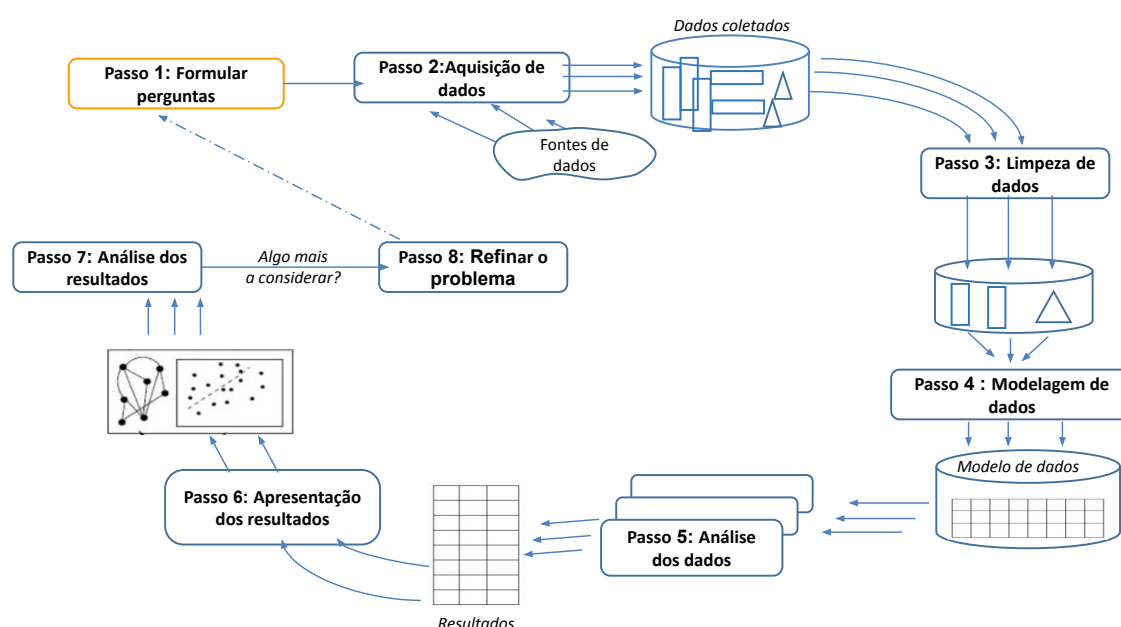 Dados coletados
Passo 1: Formular
perguntas
Passo 2:Aquisição de
dados
Fontes de
dados
Passo 3: Limpeza de
dados
Passo 7: Análise dos
resultados
Algo mais
a considerar?
Passo 8: Refinar o
problema
Passo 4 : Modelagem de
dados
Modelo de dados
Passo 6: Apresentação
dos resultados
Passo 5: Análise
dos dados
Resultados